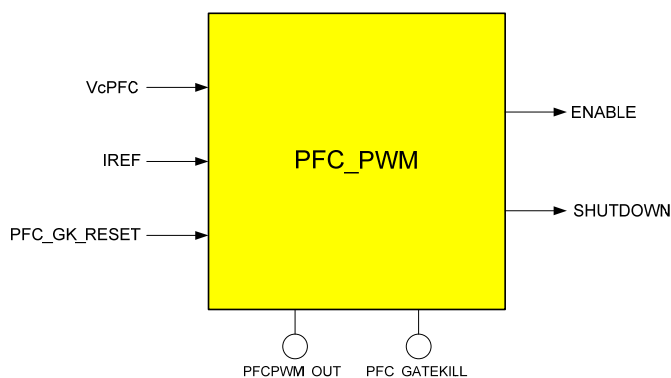 VcPFC
ENABLE
IREF
PFC_PWM
SHUTDOWN
PFC_GK_RESET
PFCPWM_OUT
PFC_GATEKILL